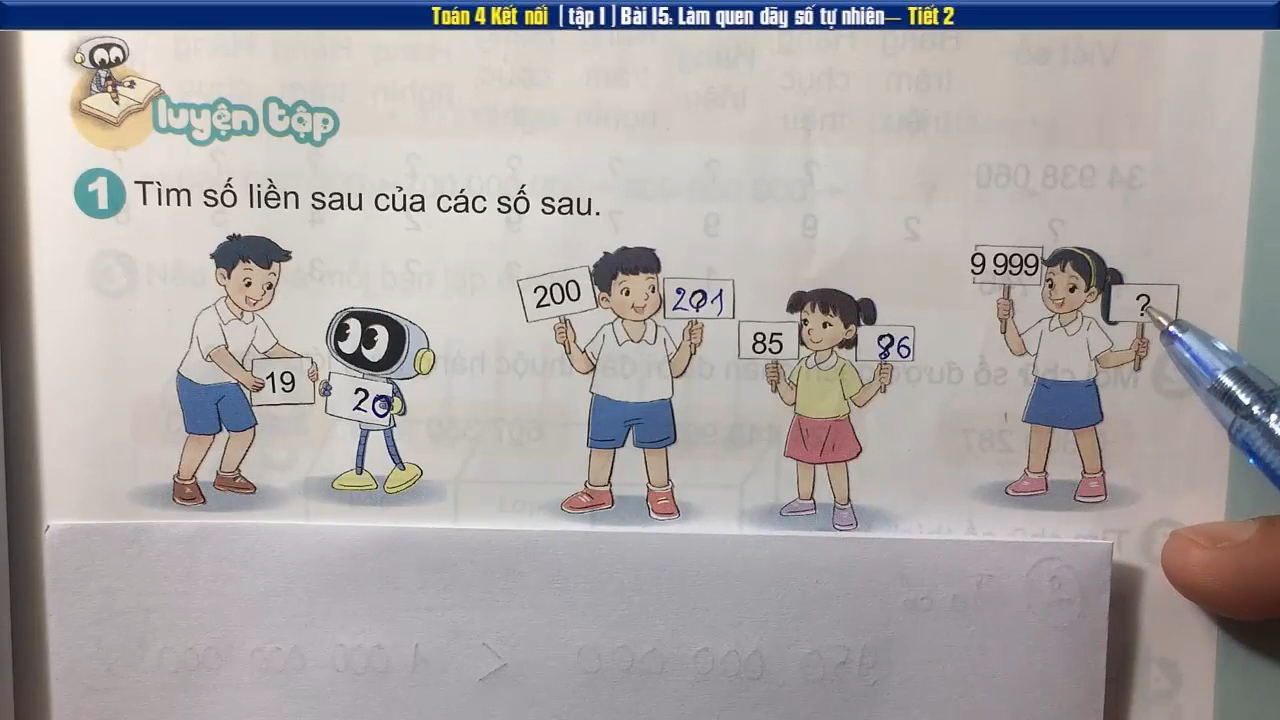 Toán 4 Kết nối ( tập 1 ) Bài 15: Làm quen dãy số tự nhiên– Tiết 2
luyện tập
1 Tìm số liền sau của các số sau.
19 20 200 201 85 86 9 999 ?